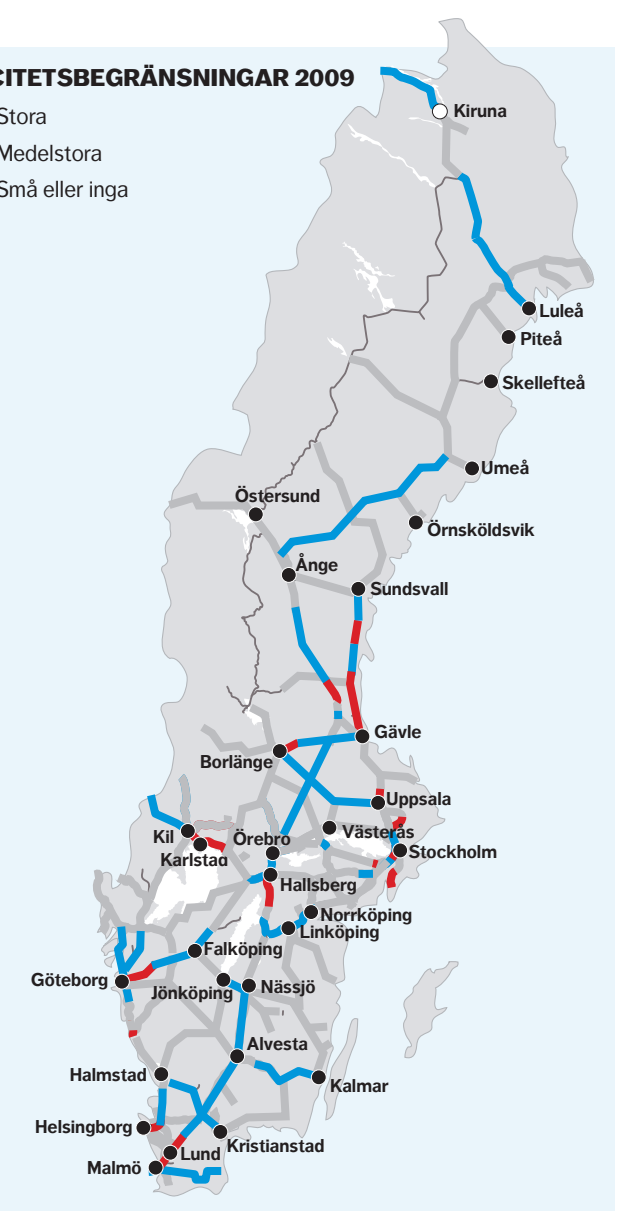 CITETSBEGRÄNSNINGAR 2009
Stora
Medelstora
Små eller inga
Kiruna
Luleå
Piteå
Skellefteå
Umeå
Östersund
Örnsköldsvik
Ånge
Sundsvall
Gävle
Borlänge
Uppsala
Kil
Örebro
Västerås
Karlstad
Stockholm
Hallsberg
Norrköping
Linköping
Falköping
Göteborg
Jönköping
Nässjö
Alvesta
Halmstad
Kalmar
Helsingborg
Kristianstad
Lund
Malmö